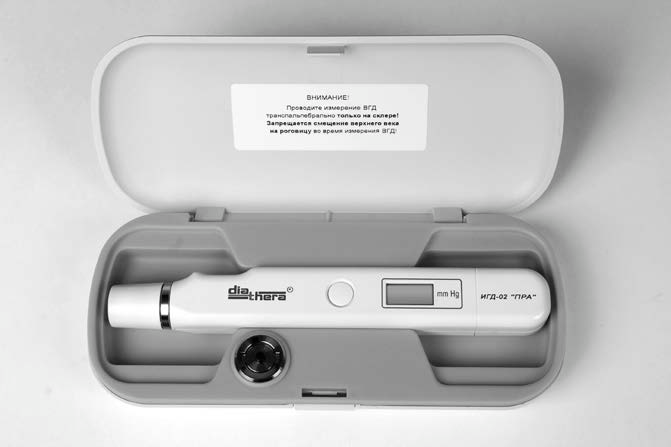 ВНИМАНИЕ!
Проводите измерение ВГД
транспальпебрально только на склере!
Запрещается смещение верхнего века
на роговицу во время измерения ВГД!
dia
thera ®
mm Hg
ИГД-02 "ПРА"